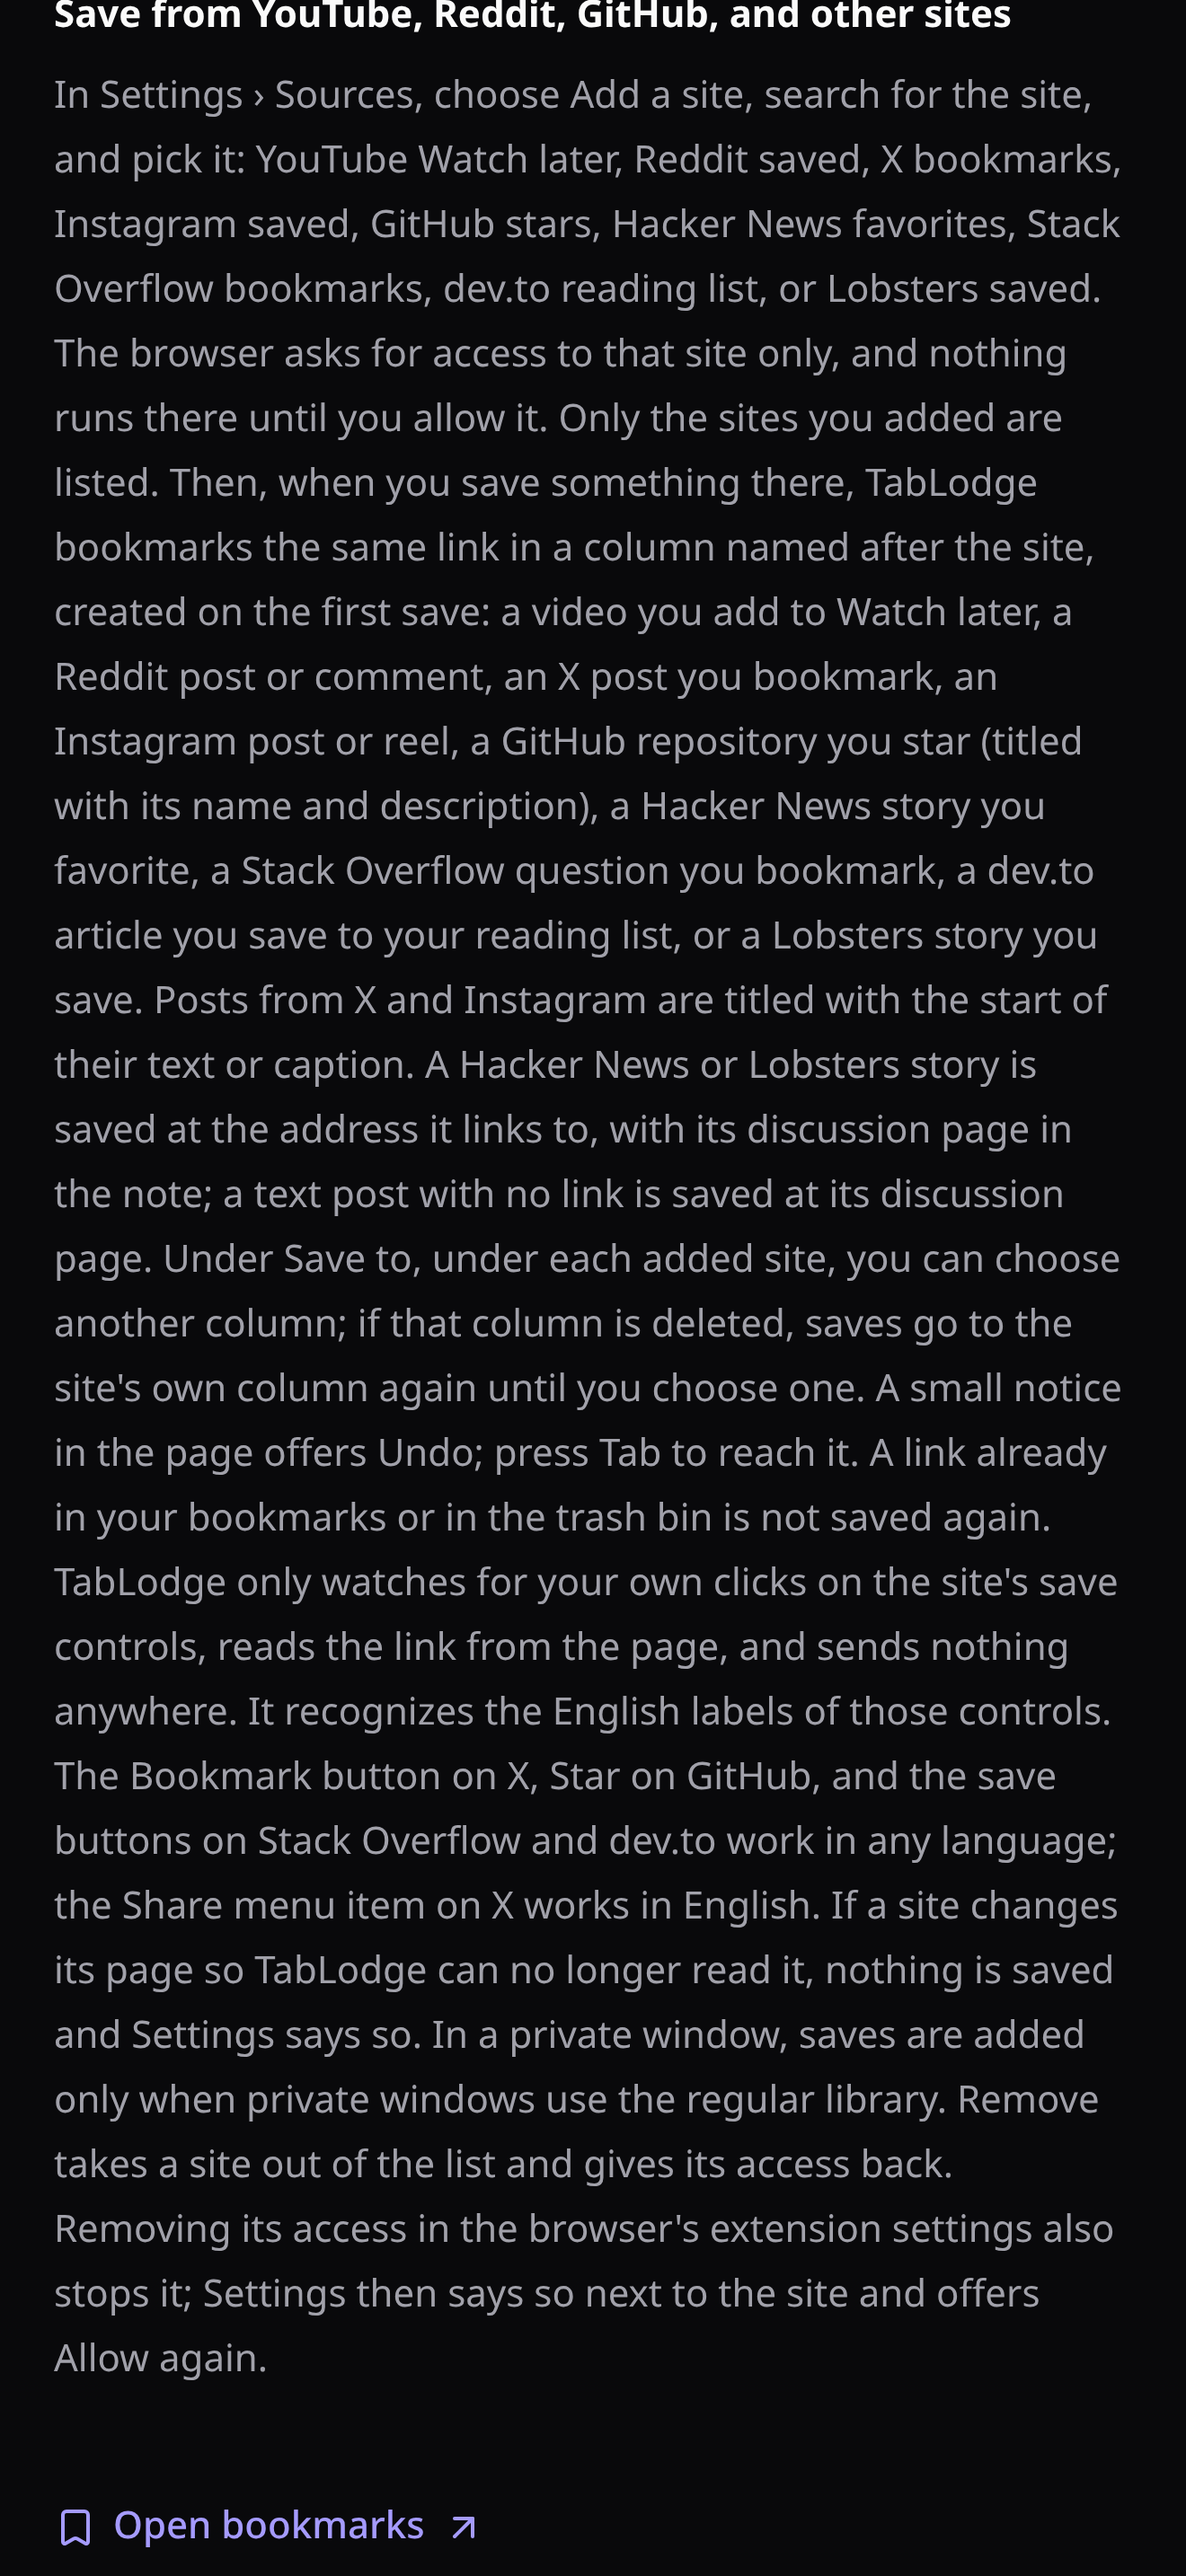 Save from YouTube, Reddit, GitHub, and other sites
In Settings › Sources, choose Add a site, search for the site,
and pick it: YouTube Watch later, Reddit saved, X bookmarks,
Instagram saved, GitHub stars, Hacker News favorites, Stack
Overflow bookmarks, dev.to reading list, or Lobsters saved.
The browser asks for access to that site only, and nothing
runs there until you allow it. Only the sites you added are
listed. Then, when you save something there, TabLodge
bookmarks the same link in a column named after the site,
created on the first save: a video you add to Watch later, a
Reddit post or comment, an X post you bookmark, an
Instagram post or reel, a GitHub repository you star (titled
with its name and description), a Hacker News story you
favorite, a Stack Overflow question you bookmark, a dev.to
article you save to your reading list, or a Lobsters story you
save. Posts from X and Instagram are titled with the start of
their text or caption. A Hacker News or Lobsters story is
saved at the address it links to, with its discussion page in
the note; a text post with no link is saved at its discussion
page. Under Save to, under each added site, you can choose
another column; if that column is deleted, saves go to the
site's own column again until you choose one. A small notice
in the page offers Undo; press Tab to reach it. A link already
in your bookmarks or in the trash bin is not saved again.
TabLodge only watches for your own clicks on the site's save
controls, reads the link from the page, and sends nothing
anywhere. It recognizes the English labels of those controls.
The Bookmark button on X, Star on GitHub, and the save
buttons on Stack Overflow and dev.to work in any language;
the Share menu item on X works in English. If a site changes
its page so TabLodge can no longer read it, nothing is saved
and Settings says so. In a private window, saves are added
only when private windows use the regular library. Remove
takes a site out of the list and gives its access back.
Removing its access in the browser's extension settings also
stops it; Settings then says so next to the site and offers
Allow again.
Open bookmarks